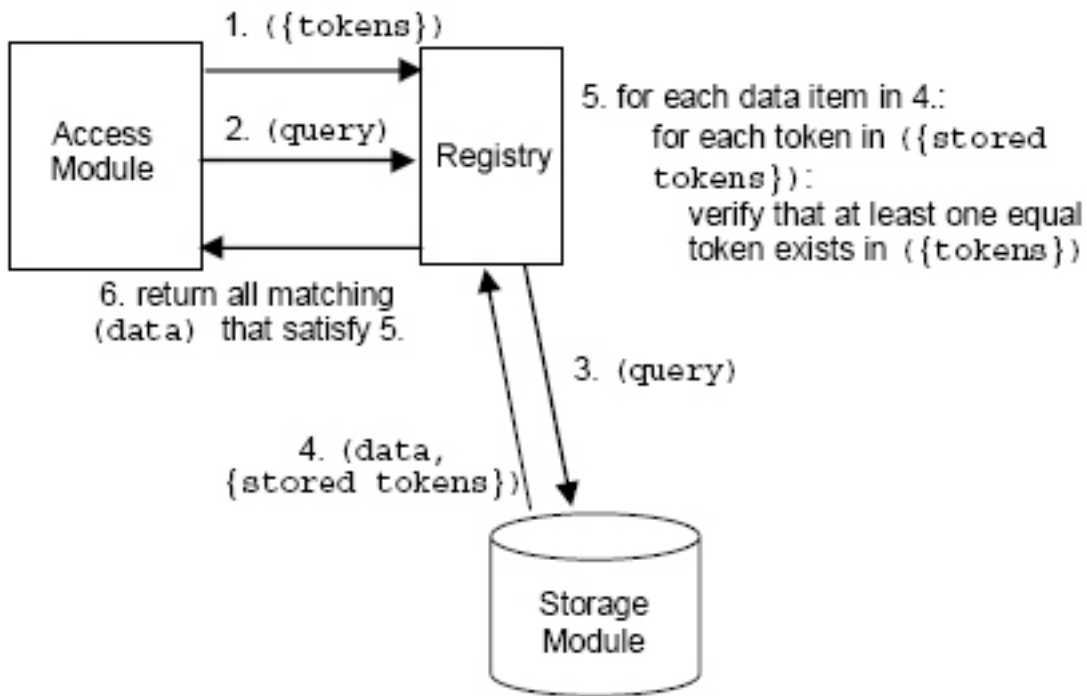 1. ({tokens})
Access
Module
2. (query)
Registry
5. for each data item in 4.:
for each token in ({stored
tokens}):
verify that at least one equal
token exists in ({tokens})
6. return all matching
(data) that satisfy 5.
3. (query)
4. (data,
{stored tokens})
Storage
Module